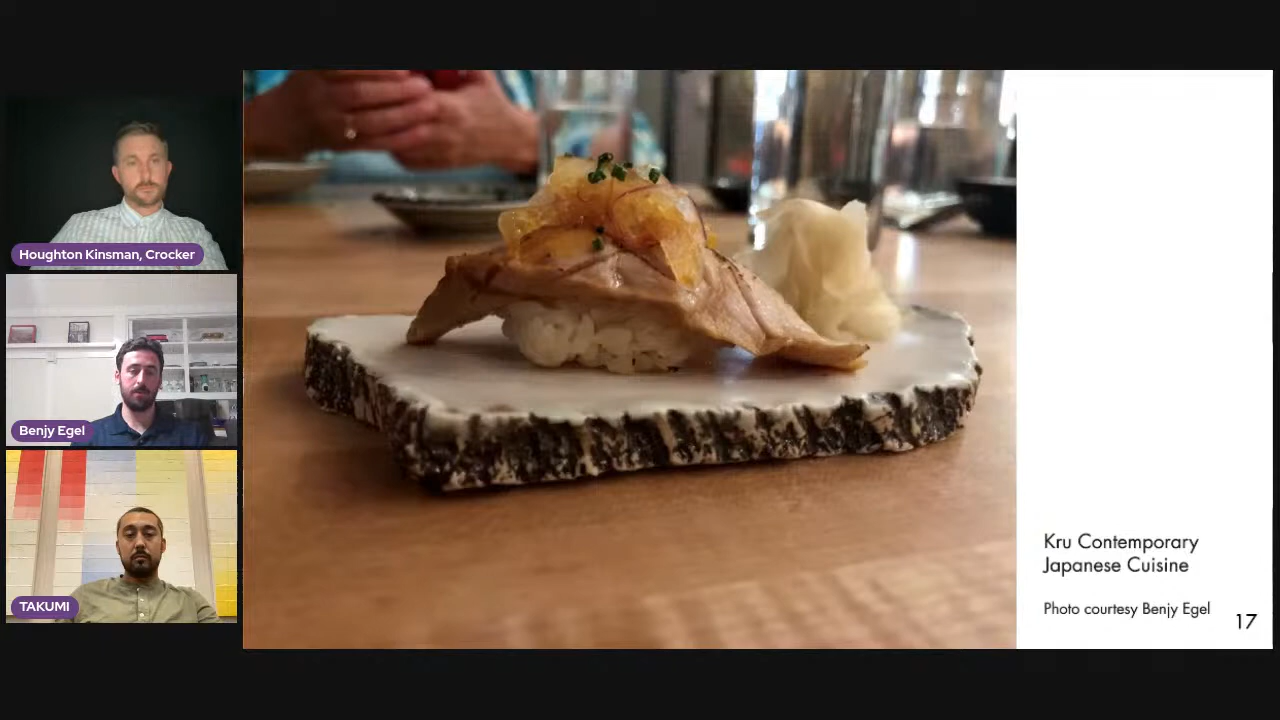 Houghton Kinsman, Crocker
Benjy Egel
TAKUMI
Kru Contemporary
Japanese Cuisine
Photo courtesy Benjy Egel
17